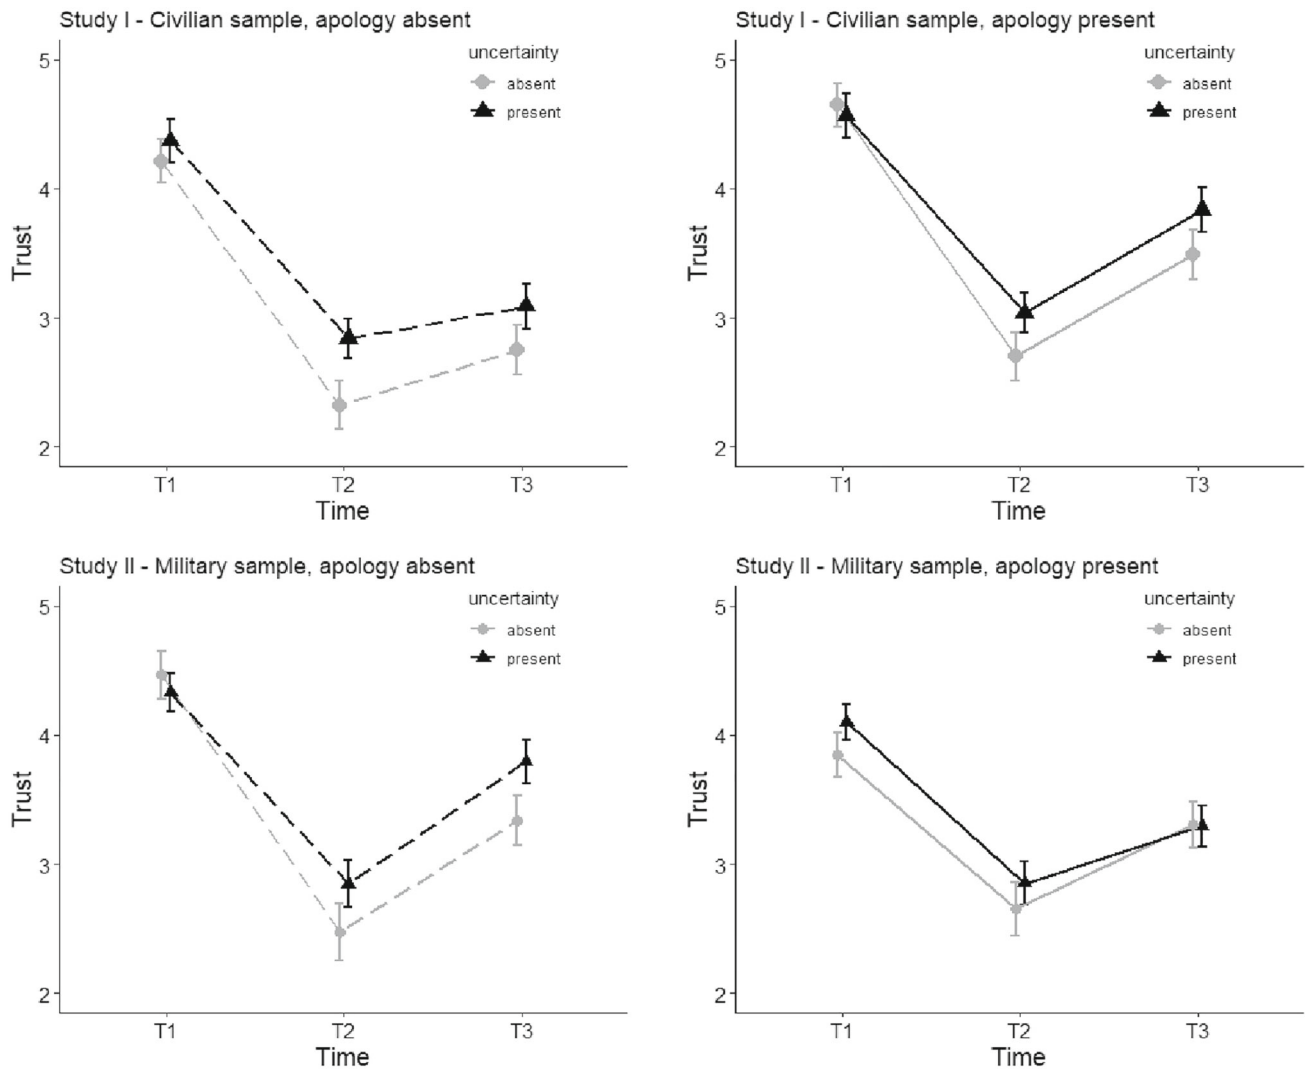 Study I - Civilian sample, apology absent
uncertainty
absent
present
5
4
3
2
Trust
T1 T2 T3
Time
Study I - Civilian sample, apology present
uncertainty
absent
present
5
4
3
2
Trust
T1 T2 T3
Time
Study II - Military sample, apology absent
uncertainty
absent
present
5
4
3
2
Trust
T1 T2 T3
Time
Study II - Military sample, apology present
uncertainty
absent
present
5
4
3
2
Trust
T1 T2 T3
Time